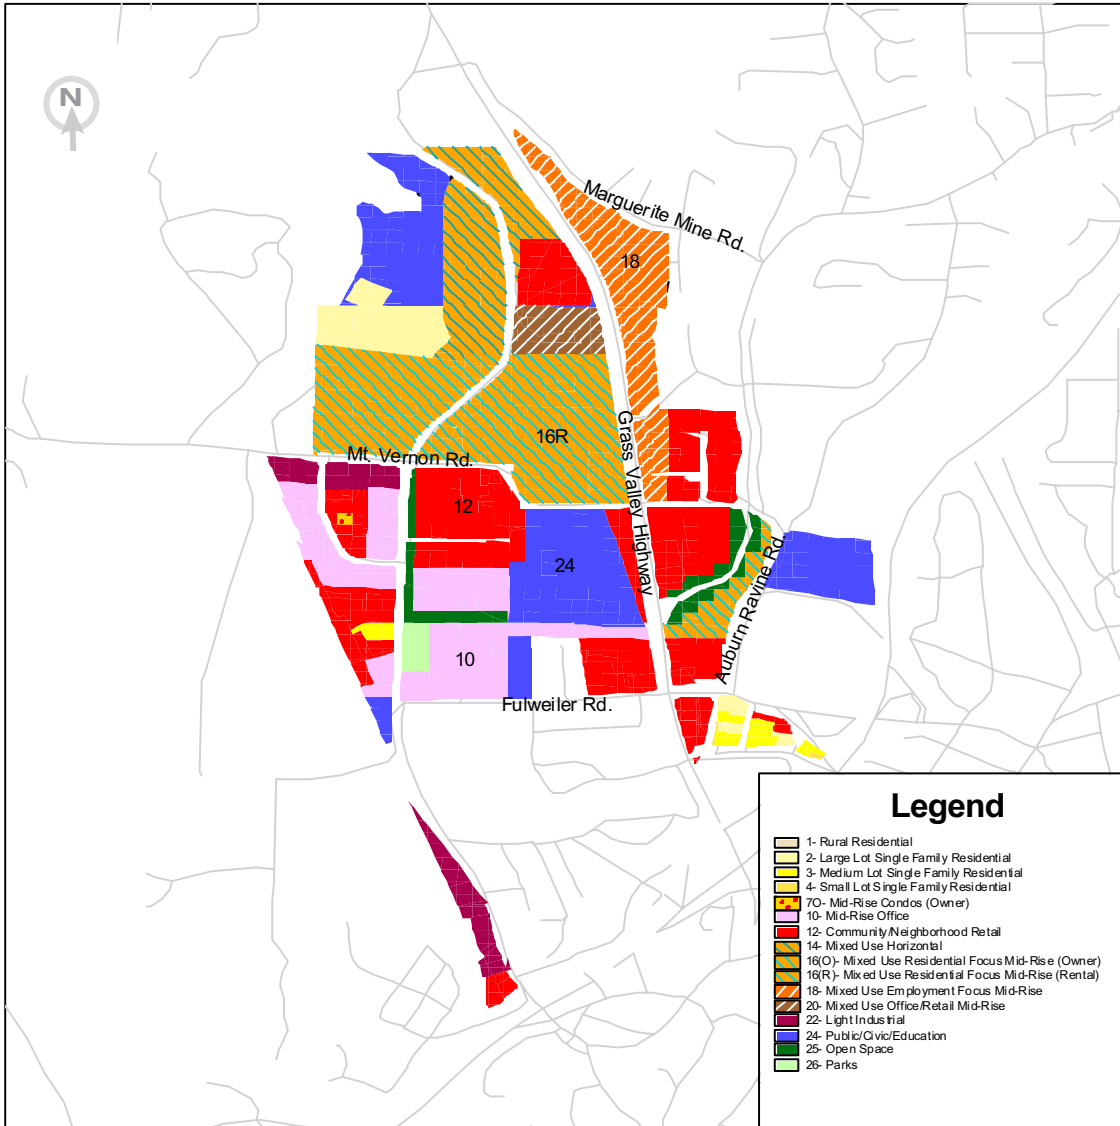 N
Marguerite Mine Rd.
18
Grass Valley Highway
16R
Mt. Vernon Rd.
12
24
Auburn Ravine Rd.
10
Fulweiler Rd.
Legend
1- Rural Residential
2- Large Lot Single Family Residential
3- Medium Lot Single Family Residential
4- Small Lot Single Family Residential
7O- Mid-Rise Condos (Owner)
10- Mid-Rise Office
12- Community/Neighborhood Retail
14- Mixed Use Horizontal
16(O)- Mixed Use Residential Focus Mid-Rise (Owner)
16(R)- Mixed Use Residential Focus Mid-Rise (Rental)
18- Mixed Use Employment Focus Mid-Rise
20- Mixed Use Office/Retail Mid-Rise
22- Light Industrial
24- Public/Civic/Education
25- Open Space
26- Parks